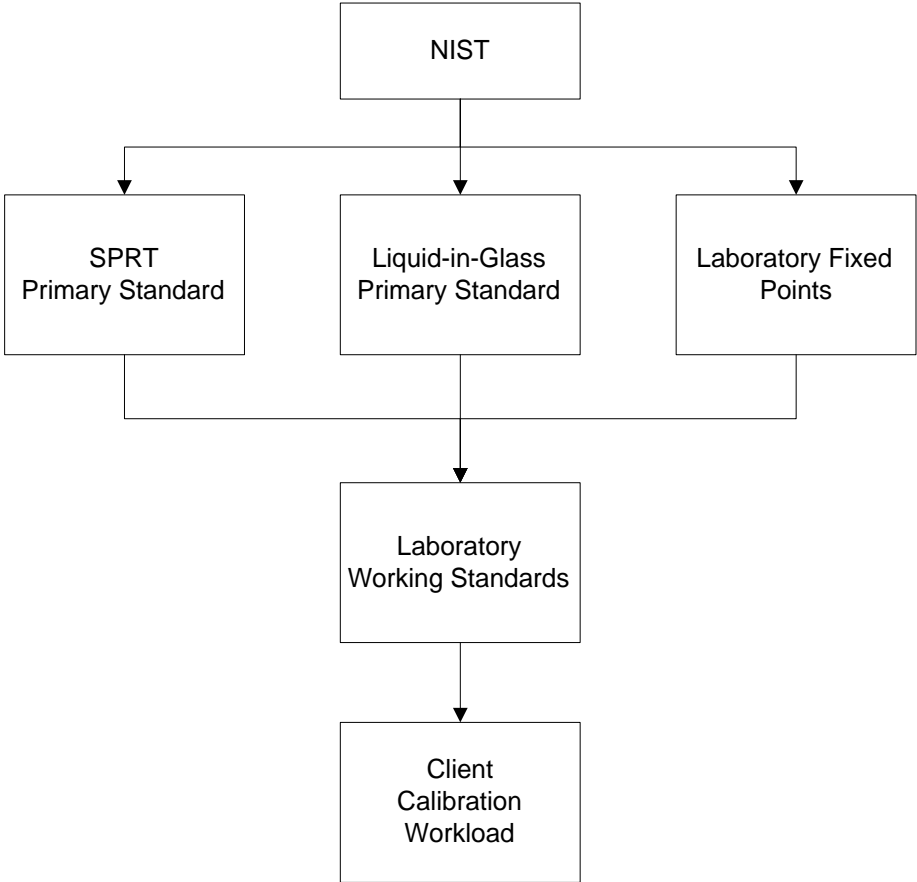 NIST
SPRT
Primary Standard
Liquid-in-Glass
Primary Standard
Laboratory Fixed
Points
Laboratory
Working Standards
Client
Calibration
Workload